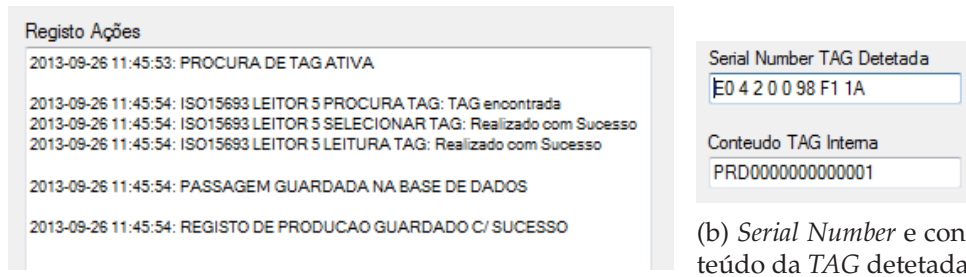 Registo Ações
2013-09-26 11:45:53: PROCURA DE TAG ATIVA
2013-09-26 11:45:54: ISO15693 LEITOR 5 PROCURA TAG: TAG encontrada
2013-09-26 11:45:54: ISO15693 LEITOR 5 SELECIONAR TAG: Realizado com Sucesso
2013-09-26 11:45:54: ISO15693 LEITOR 5 LEITURA TAG: Realizado com Sucesso
2013-09-26 11:45:54: PASSAGEM GUARDADA NA BASE DE DADOS
2013-09-26 11:45:54: REGISTO DE PRODUCAO GUARDADO C/ SUCESSO
Serial Number TAG Detetada
E0 4 2 0 0 98 F1 1A
Conteudo TAG Interna
PRD0000000000001
(b) Serial Number e con
teúdo da TAG detetada